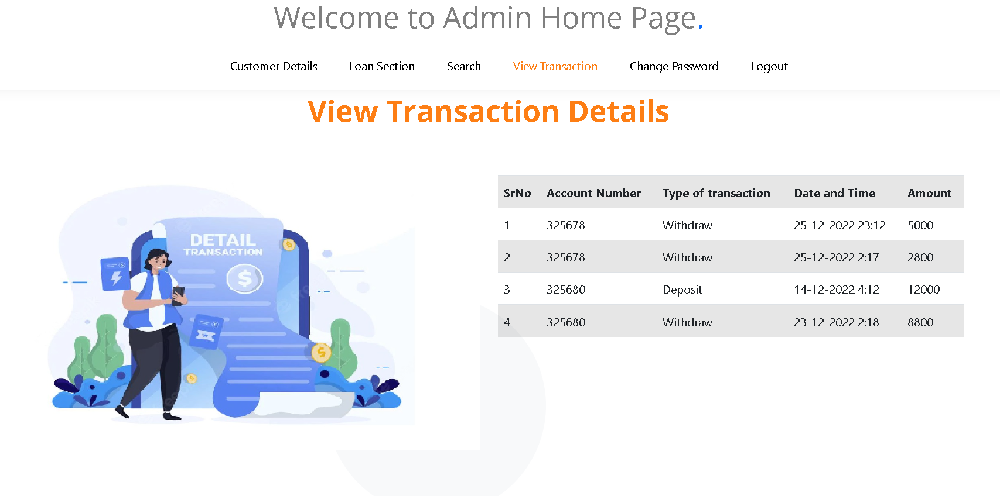 Welcome to Admin Home Page.
Customer Details Loan Section Search View Transaction Change Password Logout
View Transaction Details
DETAIL
TRANSACTION
SrNo Account Number Type of transaction Date and Time Amount
1 325678 Withdraw 25-12-2022 23:12 5000
2 325678 Withdraw 25-12-2022 2:17 2800
3 325680 Deposit 14-12-2022 4:12 12000
4 325680 Withdraw 23-12-2022 2:18 8800